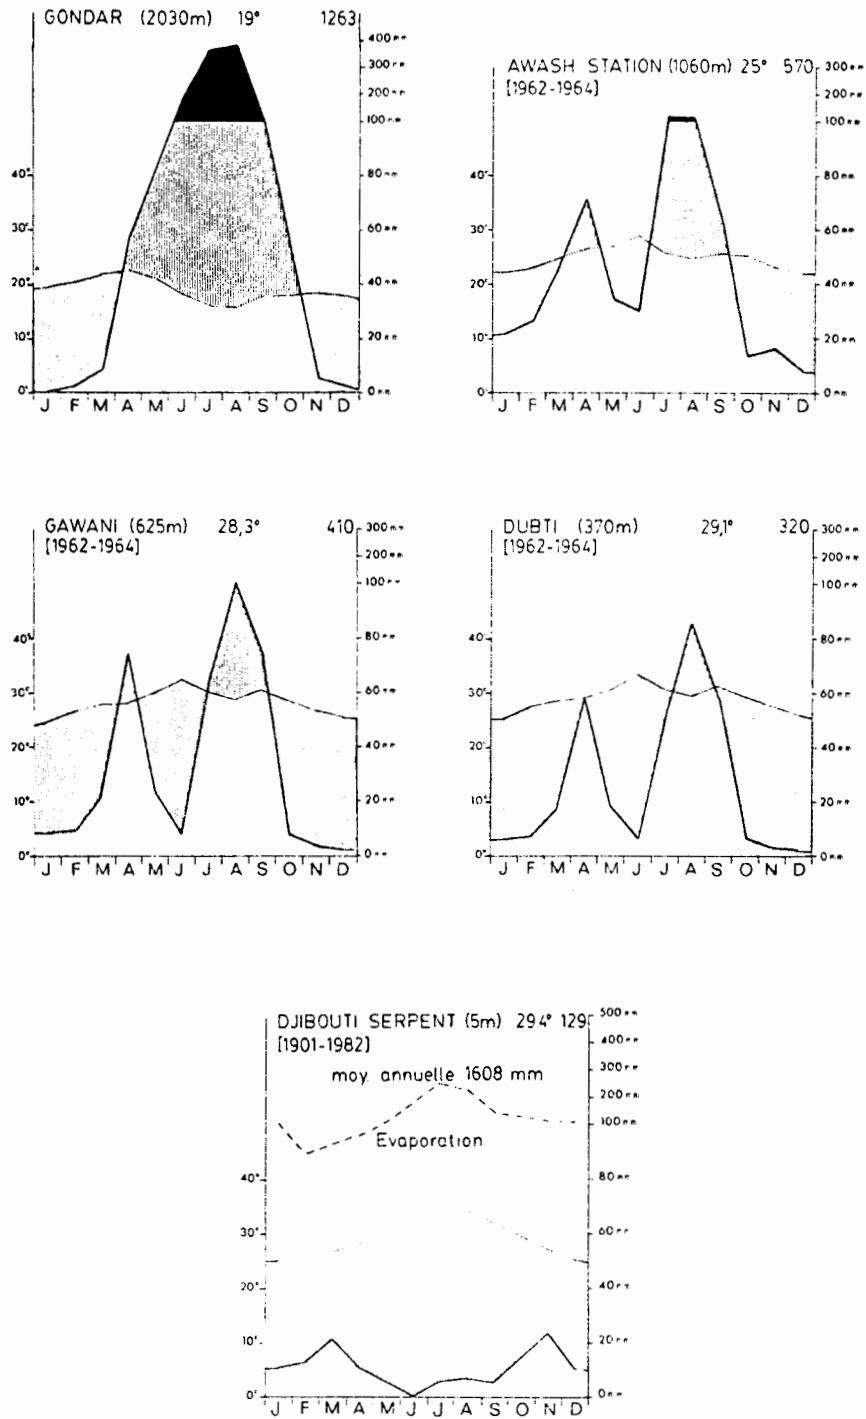 GONDAR (2030m) 19° 1263
400mm
300mm
200mm
100mm
80mm
60mm
40mm
20mm
0mm
40°
30°
20°
10°
0°
J F M A M J J A S O N D
AWASH STATION (1060m) 25° 570
[1962-1964]
300mm
200mm
100mm
80mm
60mm
40mm
20mm
0mm
40°
30°
20°
10°
0°
J F M A M J J A S O N D
GAWANI (625m) 28,3° 410
[1962-1964]
300mm
200mm
100mm
80mm
60mm
40mm
20mm
0mm
40°
30°
20°
10°
0°
J F M A M J J A S O N D
DUBTI (370m) 29,1° 320
[1962-1964]
300mm
200mm
100mm
80mm
60mm
40mm
20mm
0mm
40°
30°
20°
10°
0°
J F M A M J J A S O N D
DJIBOUTI SERPENT (5m) 29.4° 129
[1901-1982]
moy. annuelle 1608 mm
Evaporation
500mm
400mm
300mm
200mm
100mm
80mm
60mm
40mm
20mm
0mm
40°
30°
20°
10°
0°
J F M A M J J A S O N D